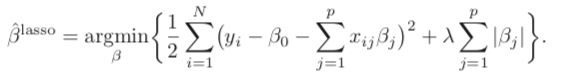 β̂^lasso = argmin_β { 1/2 ∑_{i=1}^{N} (y_i − β_0 − ∑_{j=1}^{p} x_{ij}β_j)^2 + λ ∑_{j=1}^{p} |β_j| }.